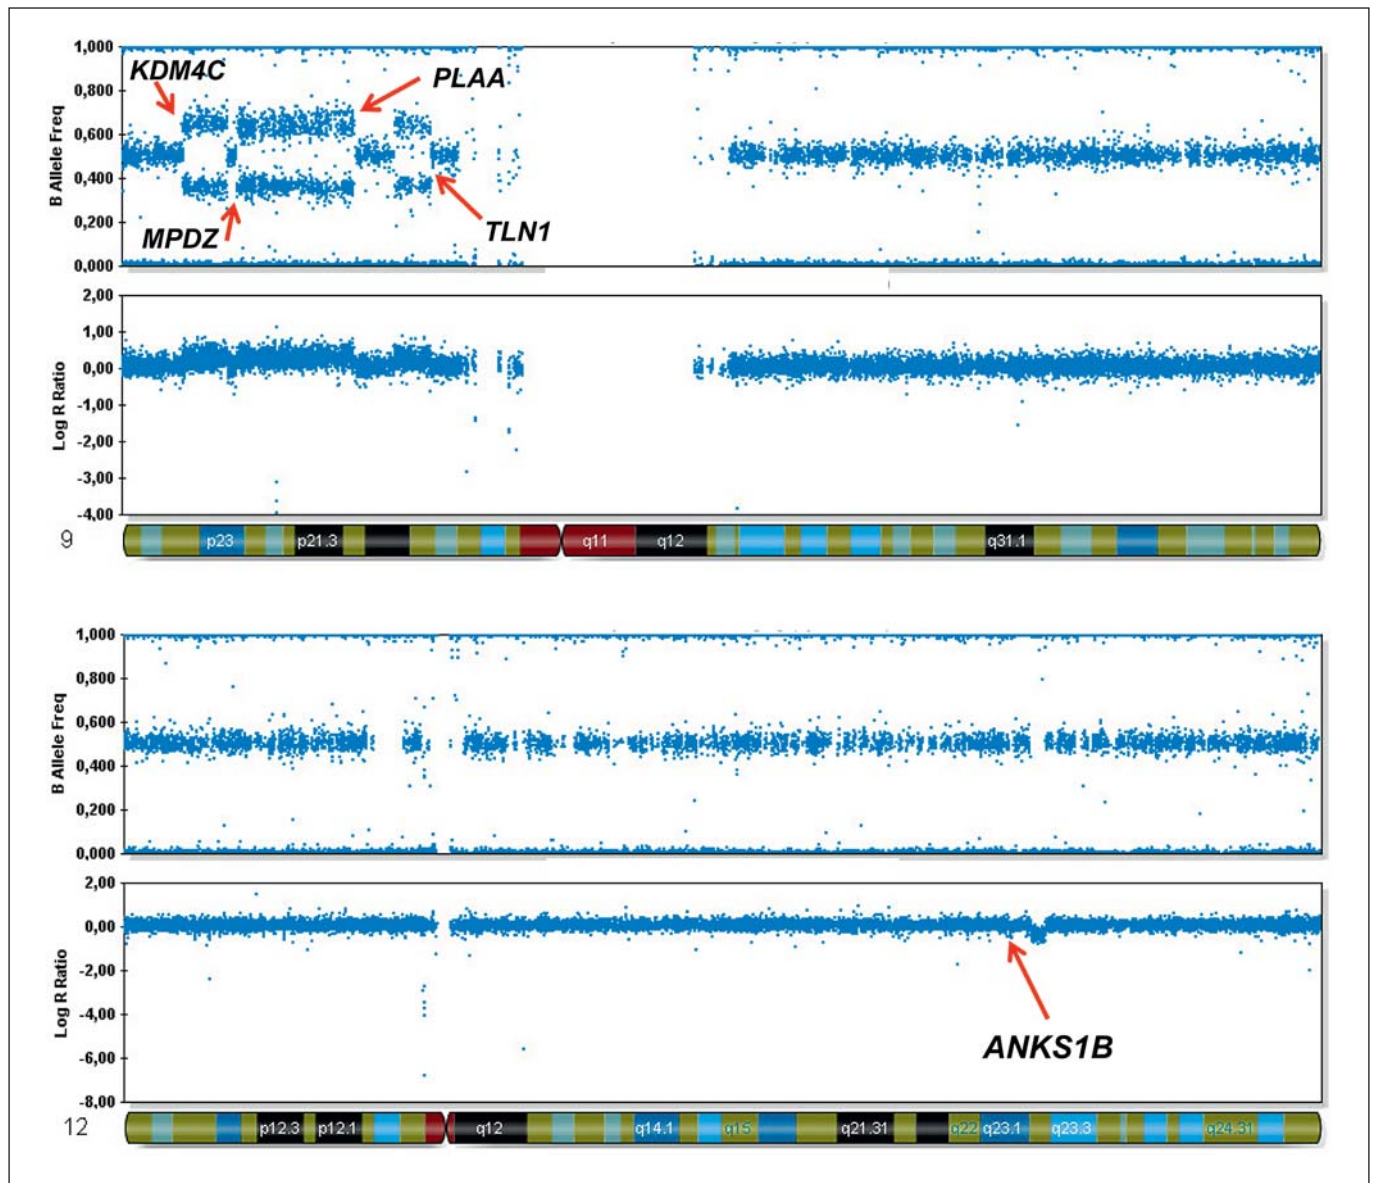 1,000
KDM4C
PLAA
0,800
0,600
0,400
0,200
0,000
B Allele Freq
MPDZ
TLN1
2,00
1,00
0,00
-1,00
-2,00
-3,00
-4,00
Log R Ratio
9
p23 p21.3 q11 q12 q31.1
1,000
0,800
0,600
0,400
0,200
0,000
B Allele Freq
2,00
0,00
-2,00
-4,00
-6,00
-8,00
Log R Ratio
ANKS1B
12
p12.3 p12.1 q12 q14.1 q15 q21.31 q22 q23.1 q23.3 q24.31